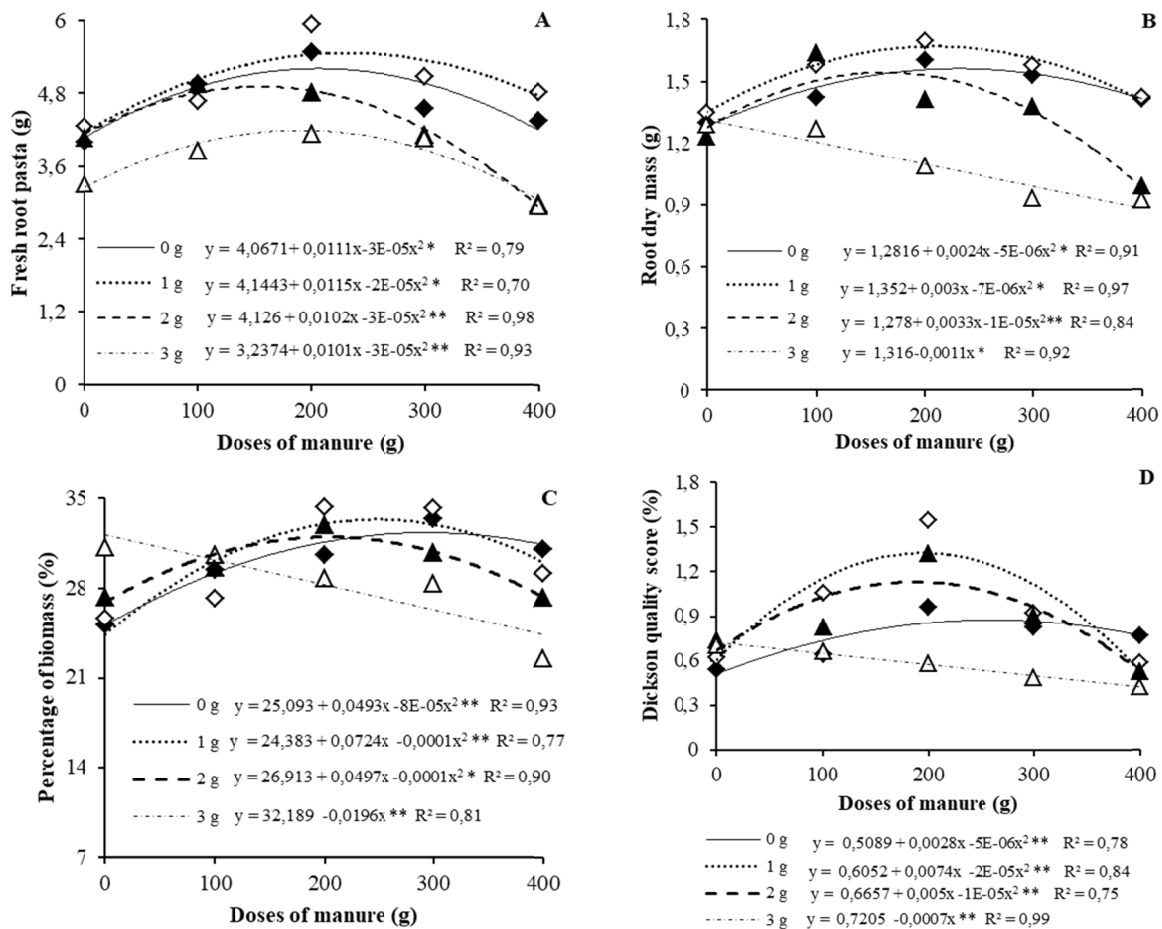 A
Fresh root pasta (g)
6
4,8
3,6
2,4
1,2
0
0 g y = 4,0671+ 0,0111x-3E-05x² * R² = 0,79
1 g y = 4,1443+ 0,0115x-2E-05x² * R² = 0,70
2 g y = 4,126 + 0,0102x-3E-05x² ** R² = 0,98
3 g y = 3,2374+ 0,0101x-3E-05x² ** R² = 0,93
0 100 200 300 400
Doses of manure (g)
B
Root dry mass (g)
1,8
1,5
1,2
0,9
0,6
0,3
0
0 g y = 1,2816 + 0,0024x -5E-06x² * R² = 0,91
1 g y = 1,352 + 0,003x -7E-06x² * R² = 0,97
2 g y = 1,278 + 0,0033x -1E-05x² ** R² = 0,84
3 g y = 1,316-0,0011x * R² = 0,92
0 100 200 300 400
Doses of manure (g)
C
Percentage of biomass (%)
35
28
21
14
7
0 g y = 25,093 + 0,0493x -8E-05x² ** R² = 0,93
1 g y = 24,383 + 0,0724x -0,0001x² ** R² = 0,77
2 g y = 26,913 + 0,0497x -0,0001x² * R² = 0,90
3 g y = 32,189 -0,0196x ** R² = 0,81
0 100 200 300 400
Doses of manure (g)
D
Dickson quality score (%)
1,8
1,5
1,2
0,9
0,6
0,3
0
0 100 200 300 400
Doses of manure (g)
0 g y = 0,5089 + 0,0028x -5E-06x² ** R² = 0,78
1 g y = 0,6052 + 0,0074x -2E-05x² ** R² = 0,84
2 g y = 0,6657 + 0,005x -1E-05x² ** R² = 0,75
3 g y = 0,7205 -0,0007x ** R² = 0,99